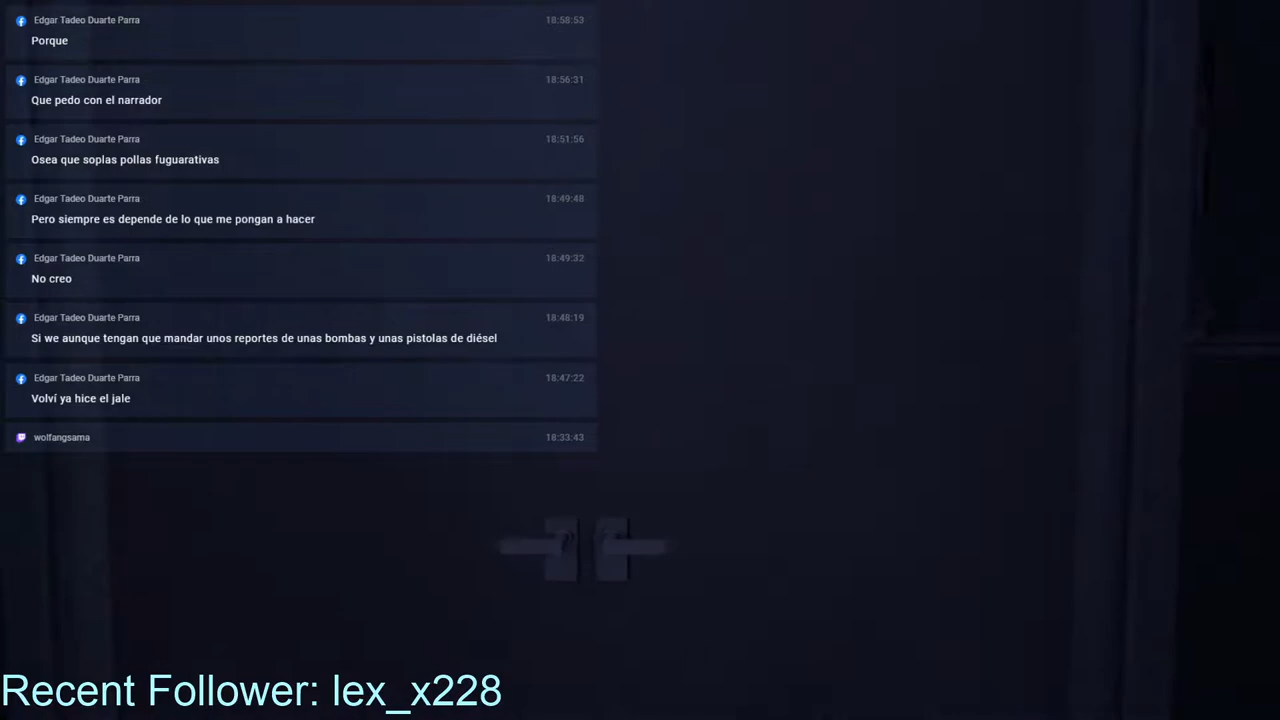 Edgar Tadeo Duarte Parra 18:58:53
Porque
Edgar Tadeo Duarte Parra 18:56:31
Que pedo con el narrador
Edgar Tadeo Duarte Parra 18:51:56
Osea que soplas pollas fuguarativas
Edgar Tadeo Duarte Parra 18:49:48
Pero siempre es depende de lo que me pongan a hacer
Edgar Tadeo Duarte Parra 18:49:32
No creo
Edgar Tadeo Duarte Parra 18:48:19
Si we aunque tengan que mandar unos reportes de unas bombas y unas pistolas de diésel
Edgar Tadeo Duarte Parra 18:47:22
Volví ya hice el jale
wolfangsama 18:33:43
Recent Follower: lex_x228